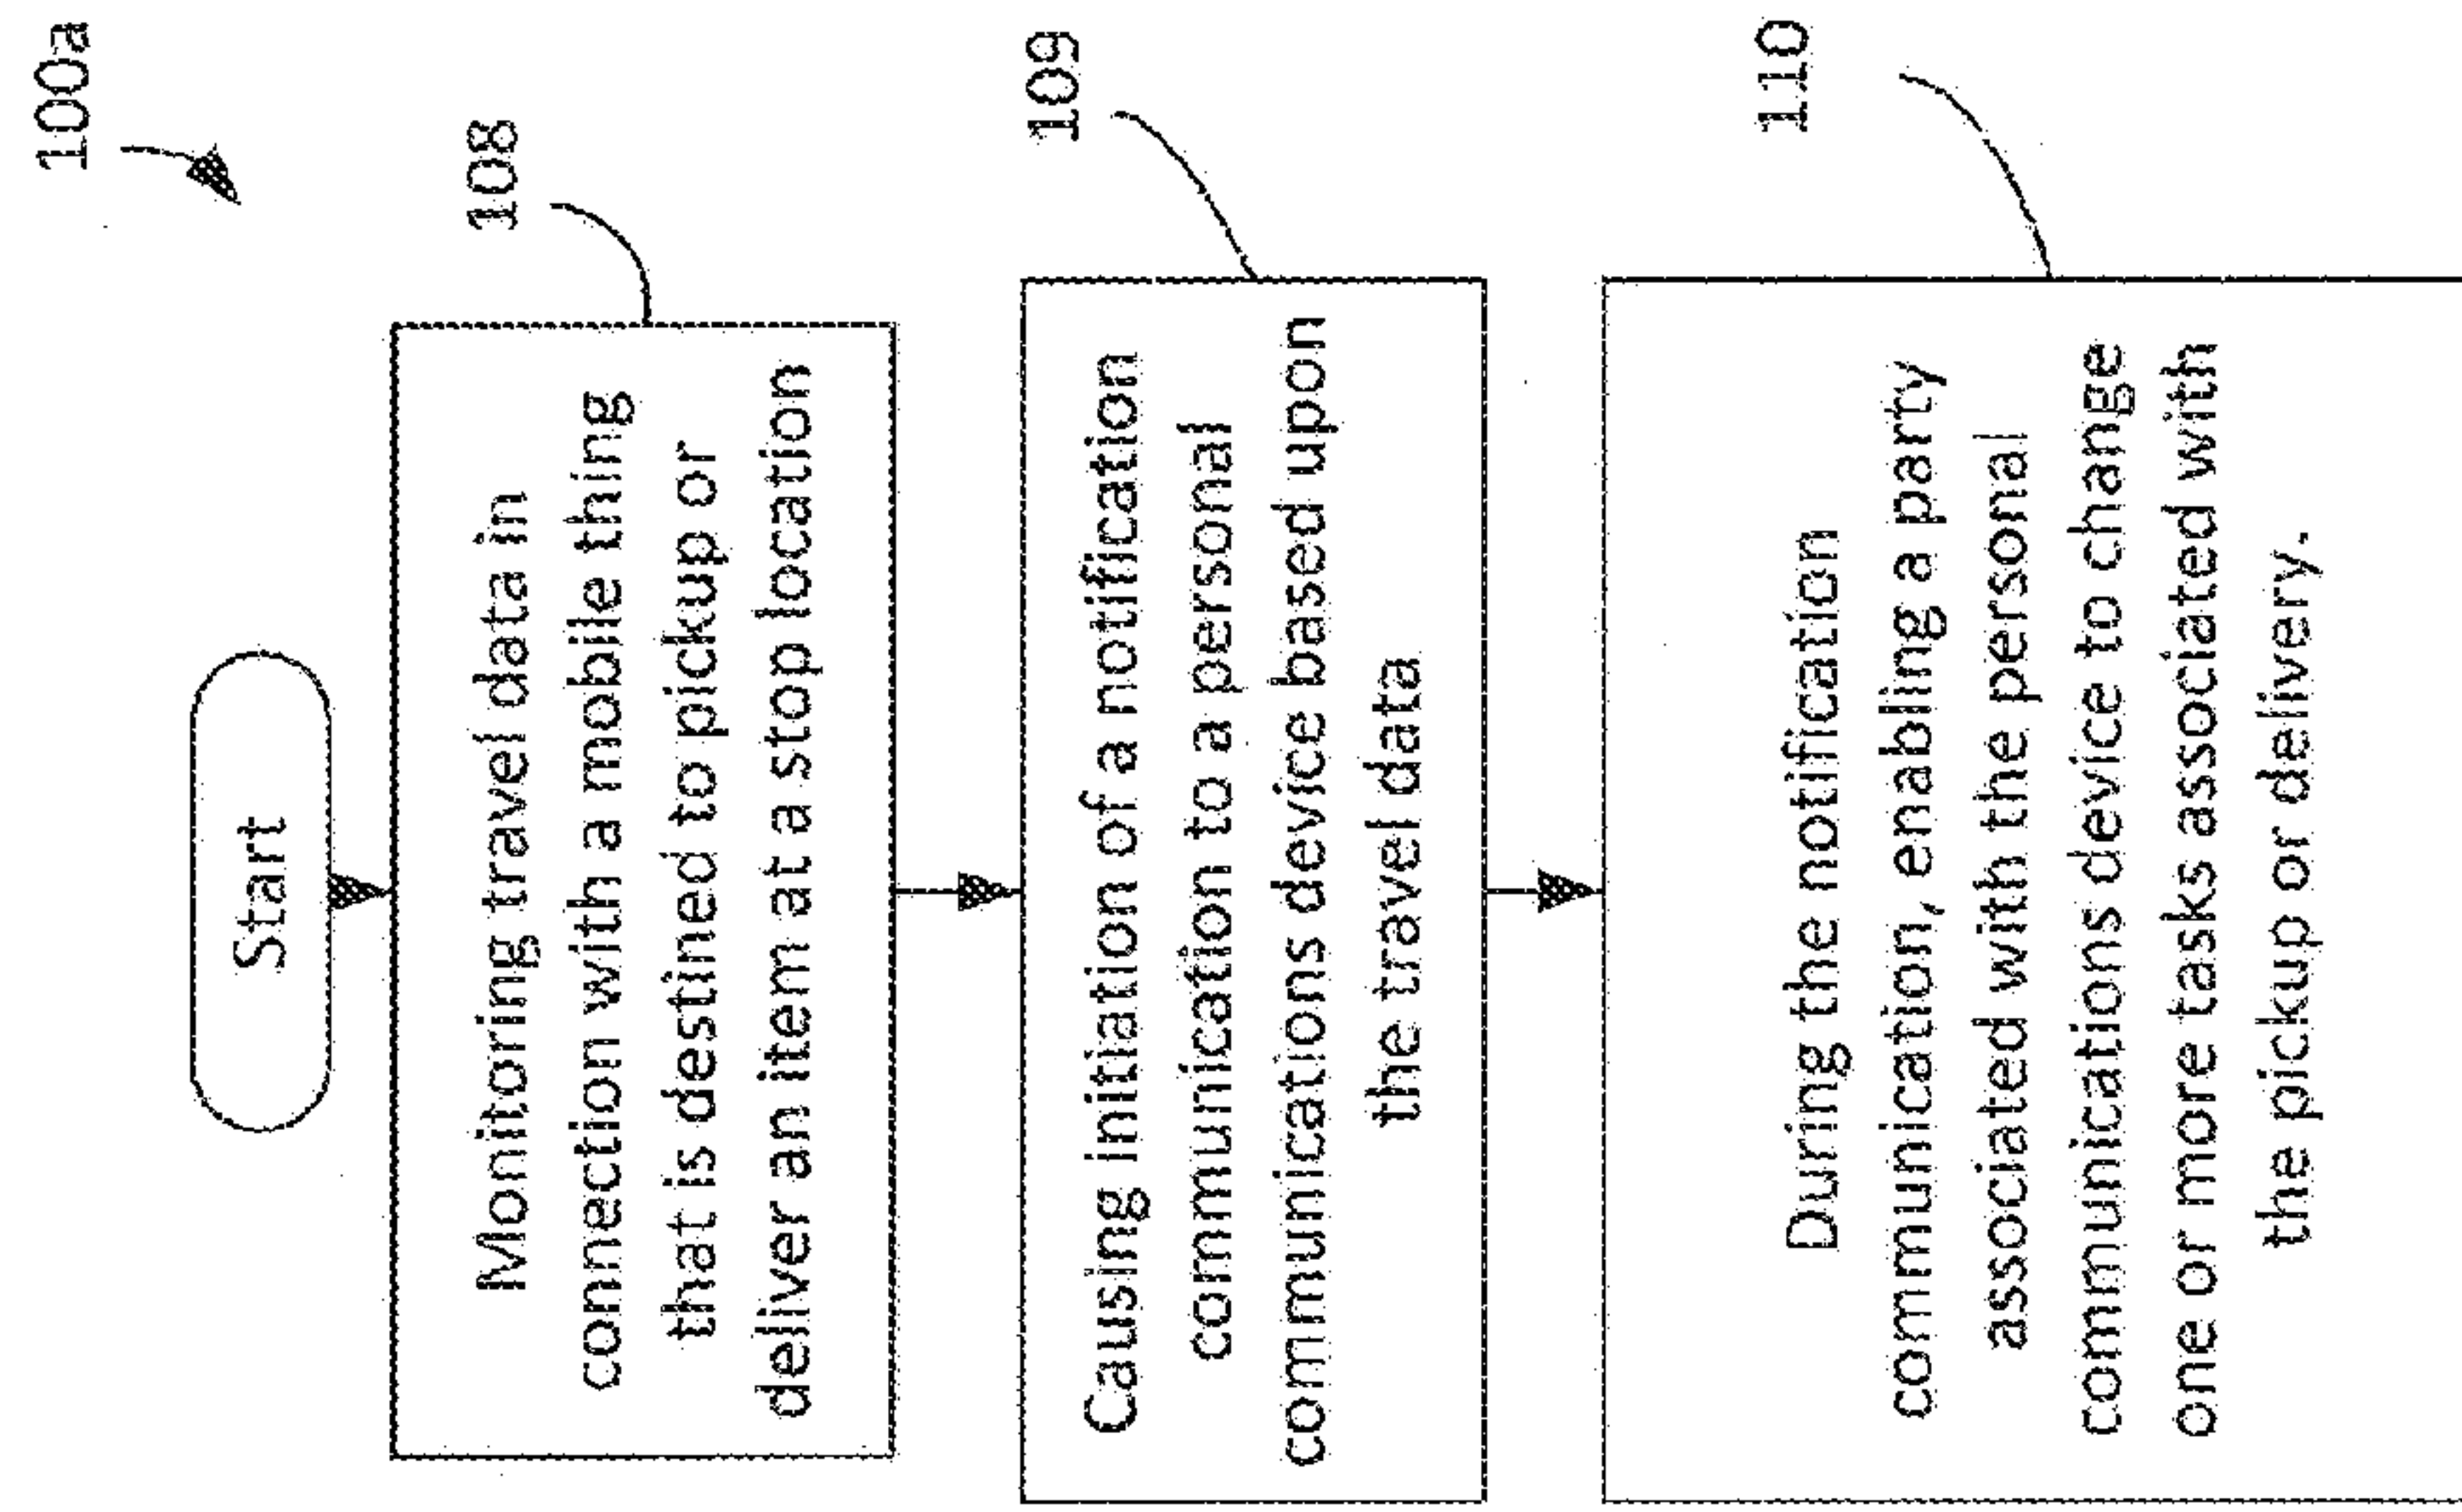 100a
Start
108
Monitoring travel data in
connection with a mobile thing
that is destined to pickup or
deliver an item at a stop location
109
Causing initiation of a notification
communication to a personal
communications device based upon
the travel data
110
During the notification
communication, enabling a party
associated with the personal
communications device to change
one or more tasks associated with
the pickup or delivery.